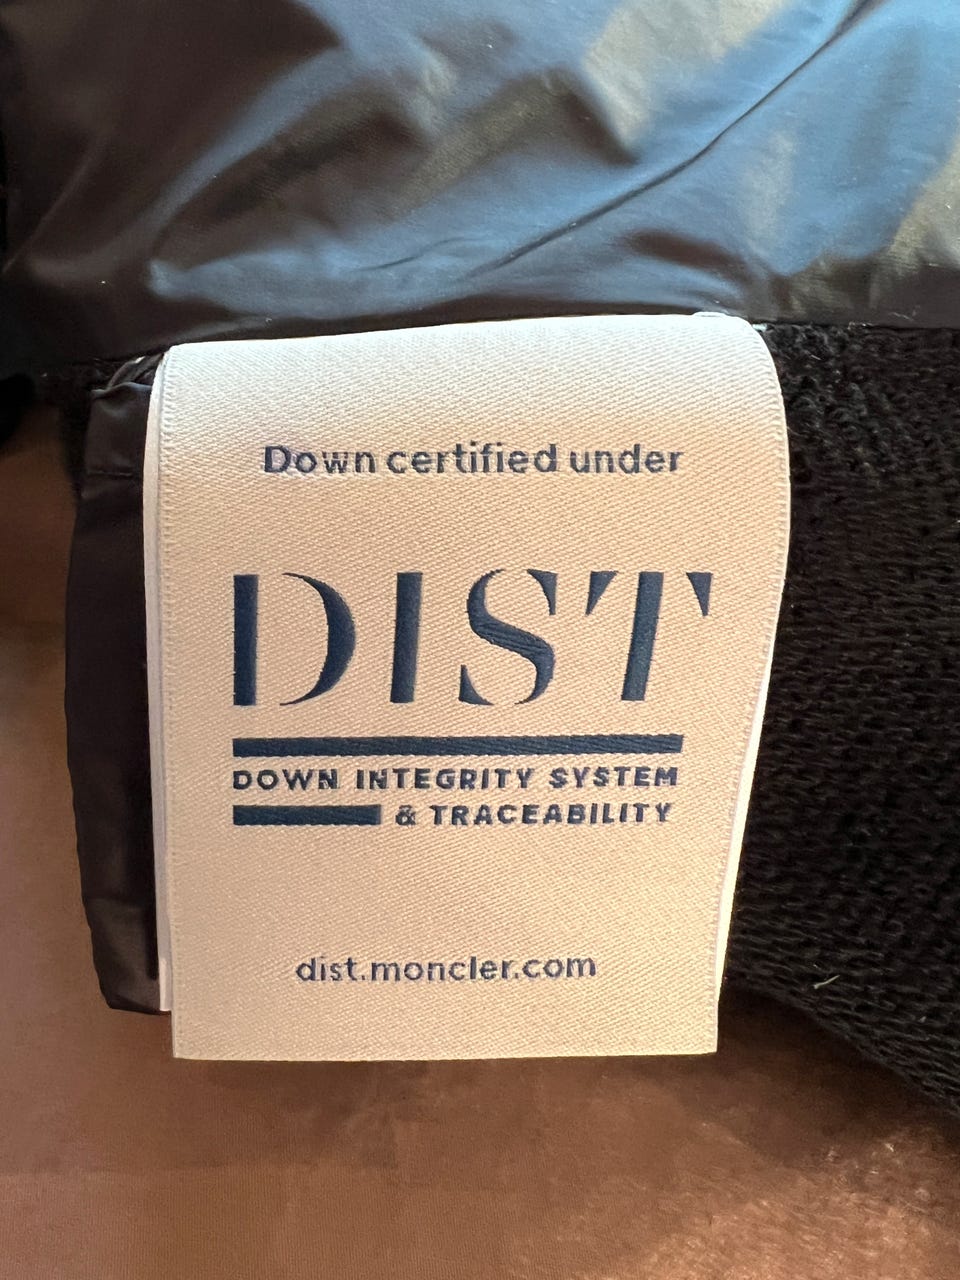 Down certified under
DIST
DOWN INTEGRITY SYSTEM
& TRACEABILITY
dist.moncler.com